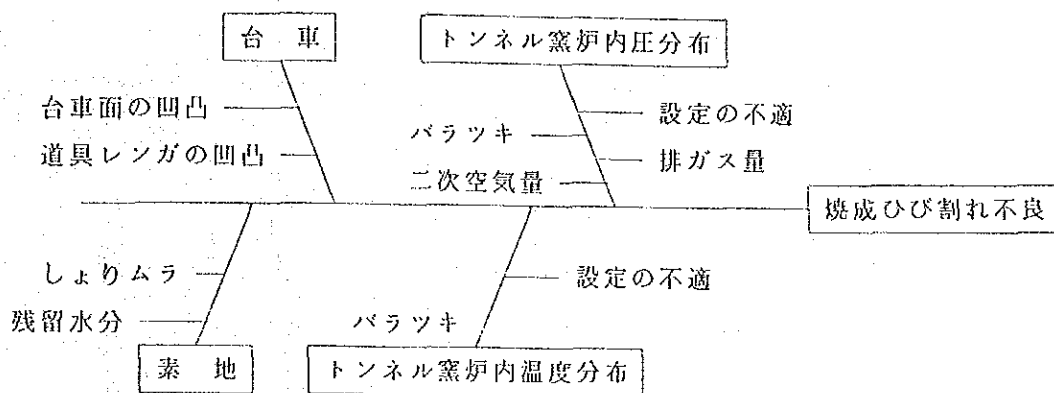 台車
トンネル窯炉内圧分布
台車面の凹凸
設定の不適
バラツキ
道具レンガの凹凸
排ガス量
二次空気量
焼成ひび割れ不良
しょりムラ
設定の不適
残留水分
バラツキ
素地
トンネル窯炉内温度分布